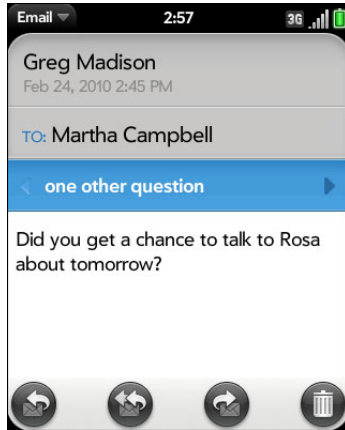 Email 2:57 3G
Greg Madison
Feb 24, 2010 2:45 PM
TO: Martha Campbell
one other question
Did you get a chance to talk to Rosa
about tomorrow?